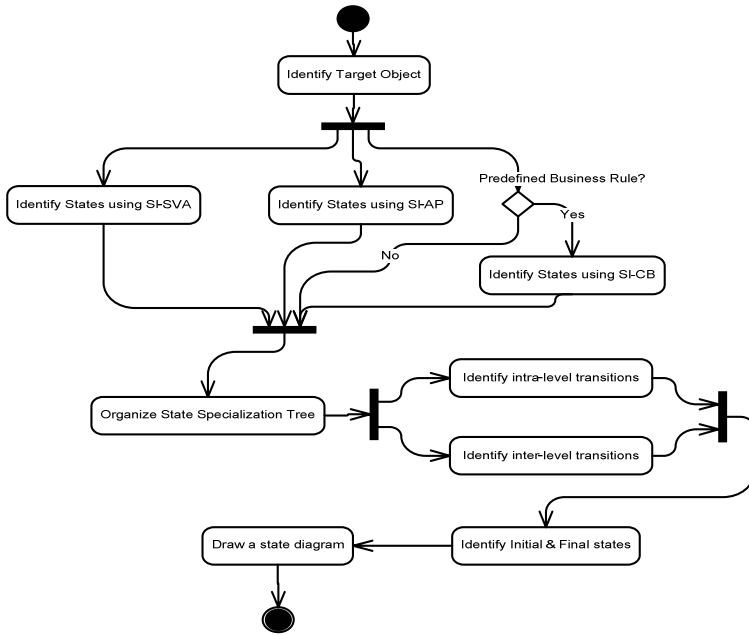 Identify Target Object
Predefined Business Rule?
Identify States using SI-SVA
Identify States using SI-AP
Yes
No
Identify States using SI-CB
Identify intra-level transitions
Organize State Specialization Tree
Identify inter-level transitions
Draw a state diagram
Identify Initial & Final states